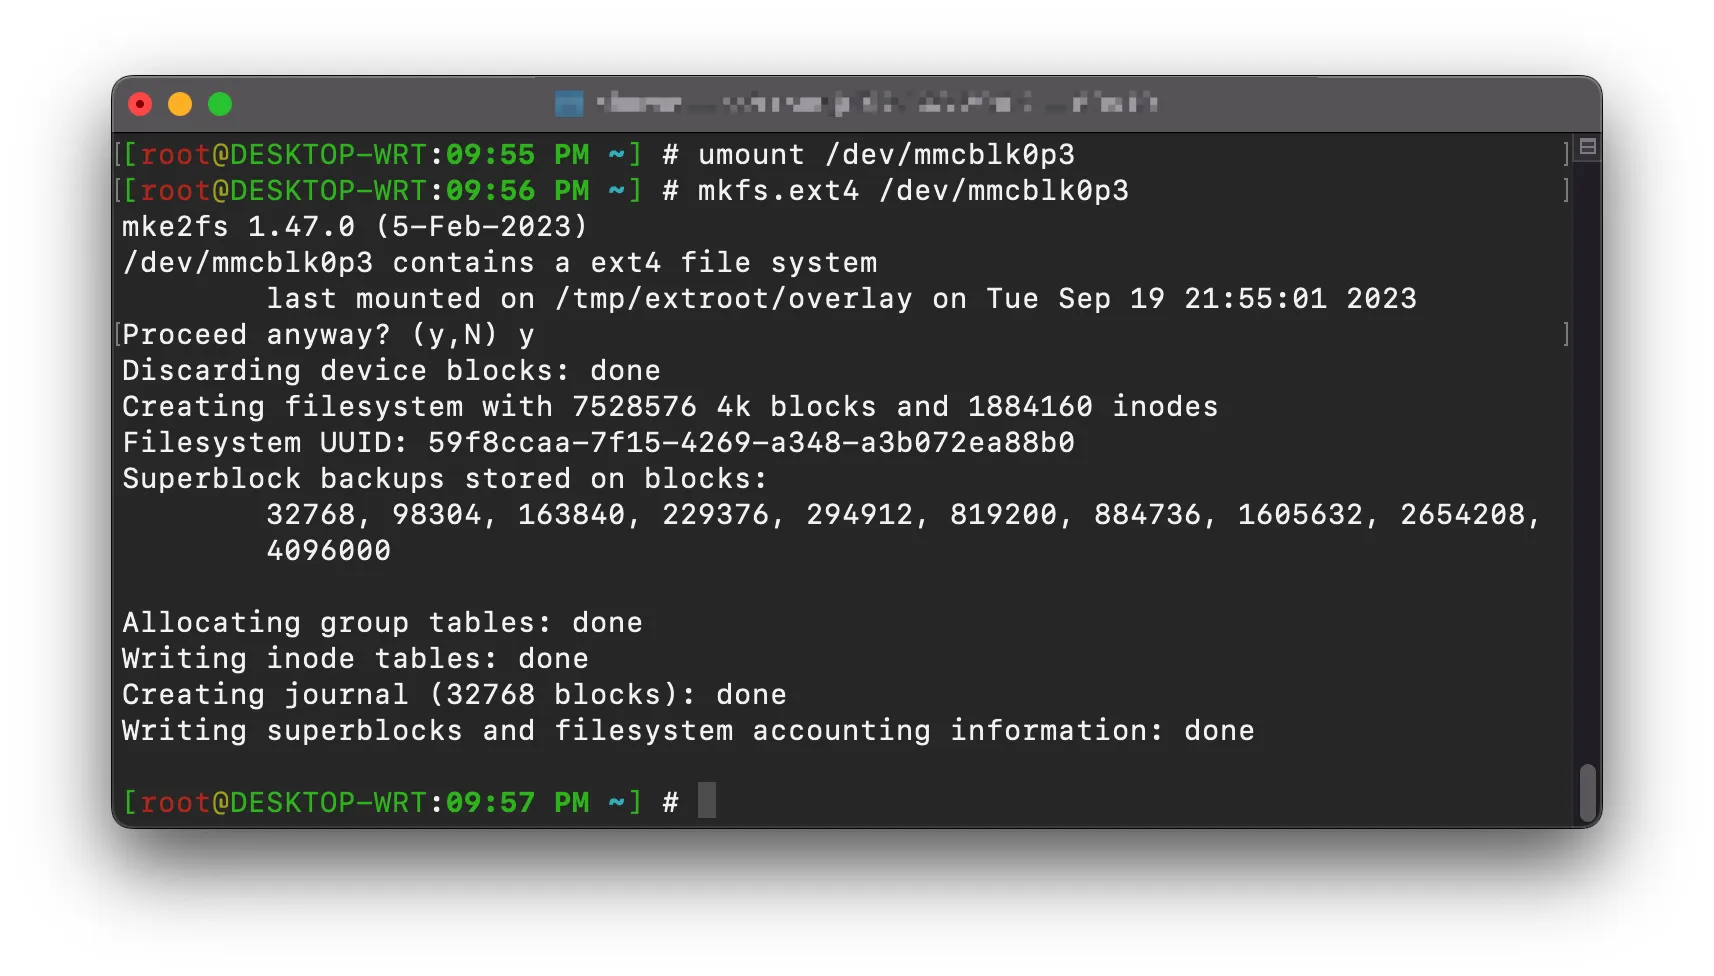 [[root@DESKTOP-WRT:09:55 PM ~] # umount /dev/mmcblk0p3 ]
[[root@DESKTOP-WRT:09:56 PM ~] # mkfs.ext4 /dev/mmcblk0p3 ]
mke2fs 1.47.0 (5-Feb-2023)
/dev/mmcblk0p3 contains a ext4 file system
last mounted on /tmp/extroot/overlay on Tue Sep 19 21:55:01 2023
[Proceed anyway? (y,N) y ]
Discarding device blocks: done
Creating filesystem with 7528576 4k blocks and 1884160 inodes
Filesystem UUID: 59f8ccaa-7f15-4269-a348-a3b072ea88b0
Superblock backups stored on blocks:
32768, 98304, 163840, 229376, 294912, 819200, 884736, 1605632, 2654208,
4096000
Allocating group tables: done
Writing inode tables: done
Creating journal (32768 blocks): done
Writing superblocks and filesystem accounting information: done
[root@DESKTOP-WRT:09:57 PM ~] #